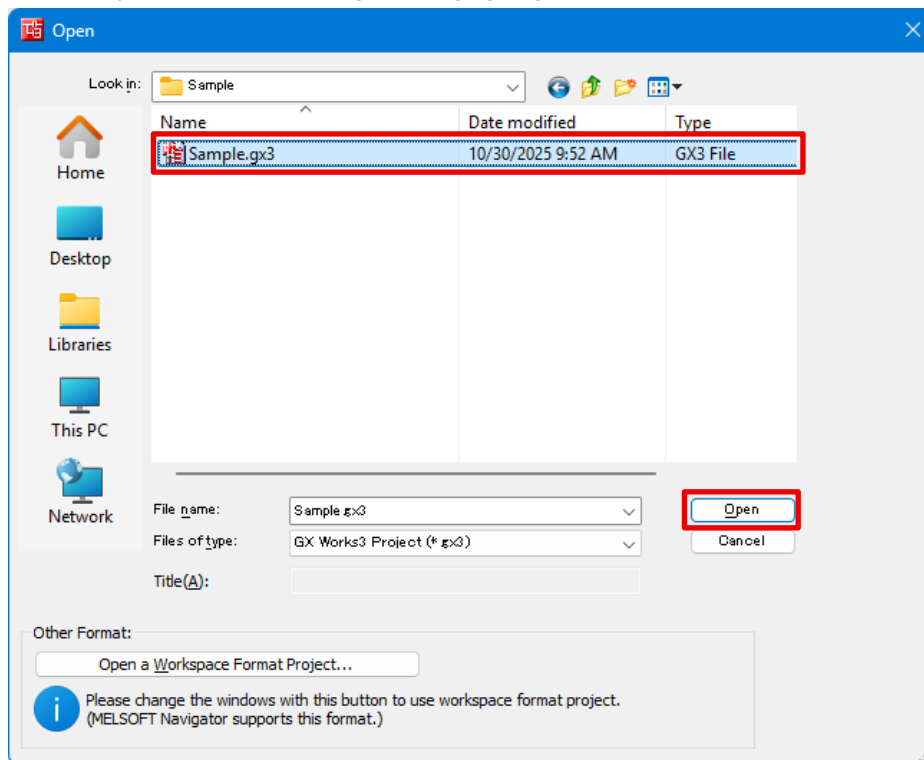 Open
Look in: Sample
Name Date modified Type
Sample.gx3 10/30/2025 9:52 AM GX3 File
Home
Desktop
Libraries
This PC
Network
File name: Sample.gx3 Open
Files of type: GX Works3 Project (*.gx3) Cancel
Title(A):
Other Format:
Open a Workspace Format Project...
Please change the windows with this button to use workspace format project.
(MELSOFT Navigator supports this format.)